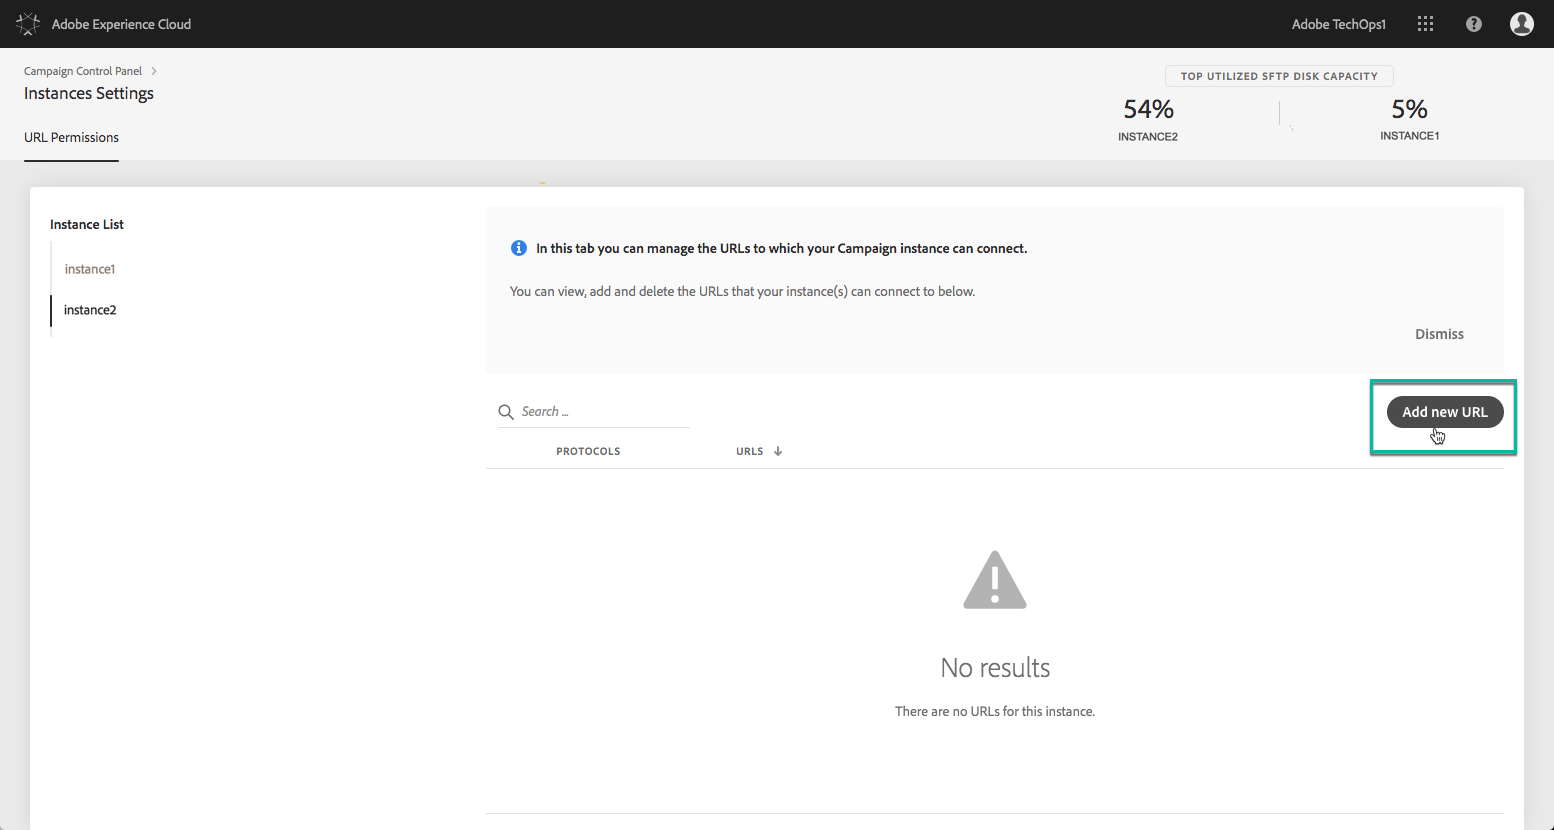 Adobe Experience Cloud
Adobe TechOps1
Campaign Control Panel
Instances Settings
TOP UTILIZED SFTP DISK CAPACITY
54%
INSTANCE2
5%
INSTANCE1
URL Permissions
Instance List
instance1
instance2
In this tab you can manage the URLs to which your Campaign instance can connect.
You can view, add and delete the URLs that your instance(s) can connect to below.
Dismiss
Search ...
Add new URL
PROTOCOLS
URLS
No results
There are no URLs for this instance.